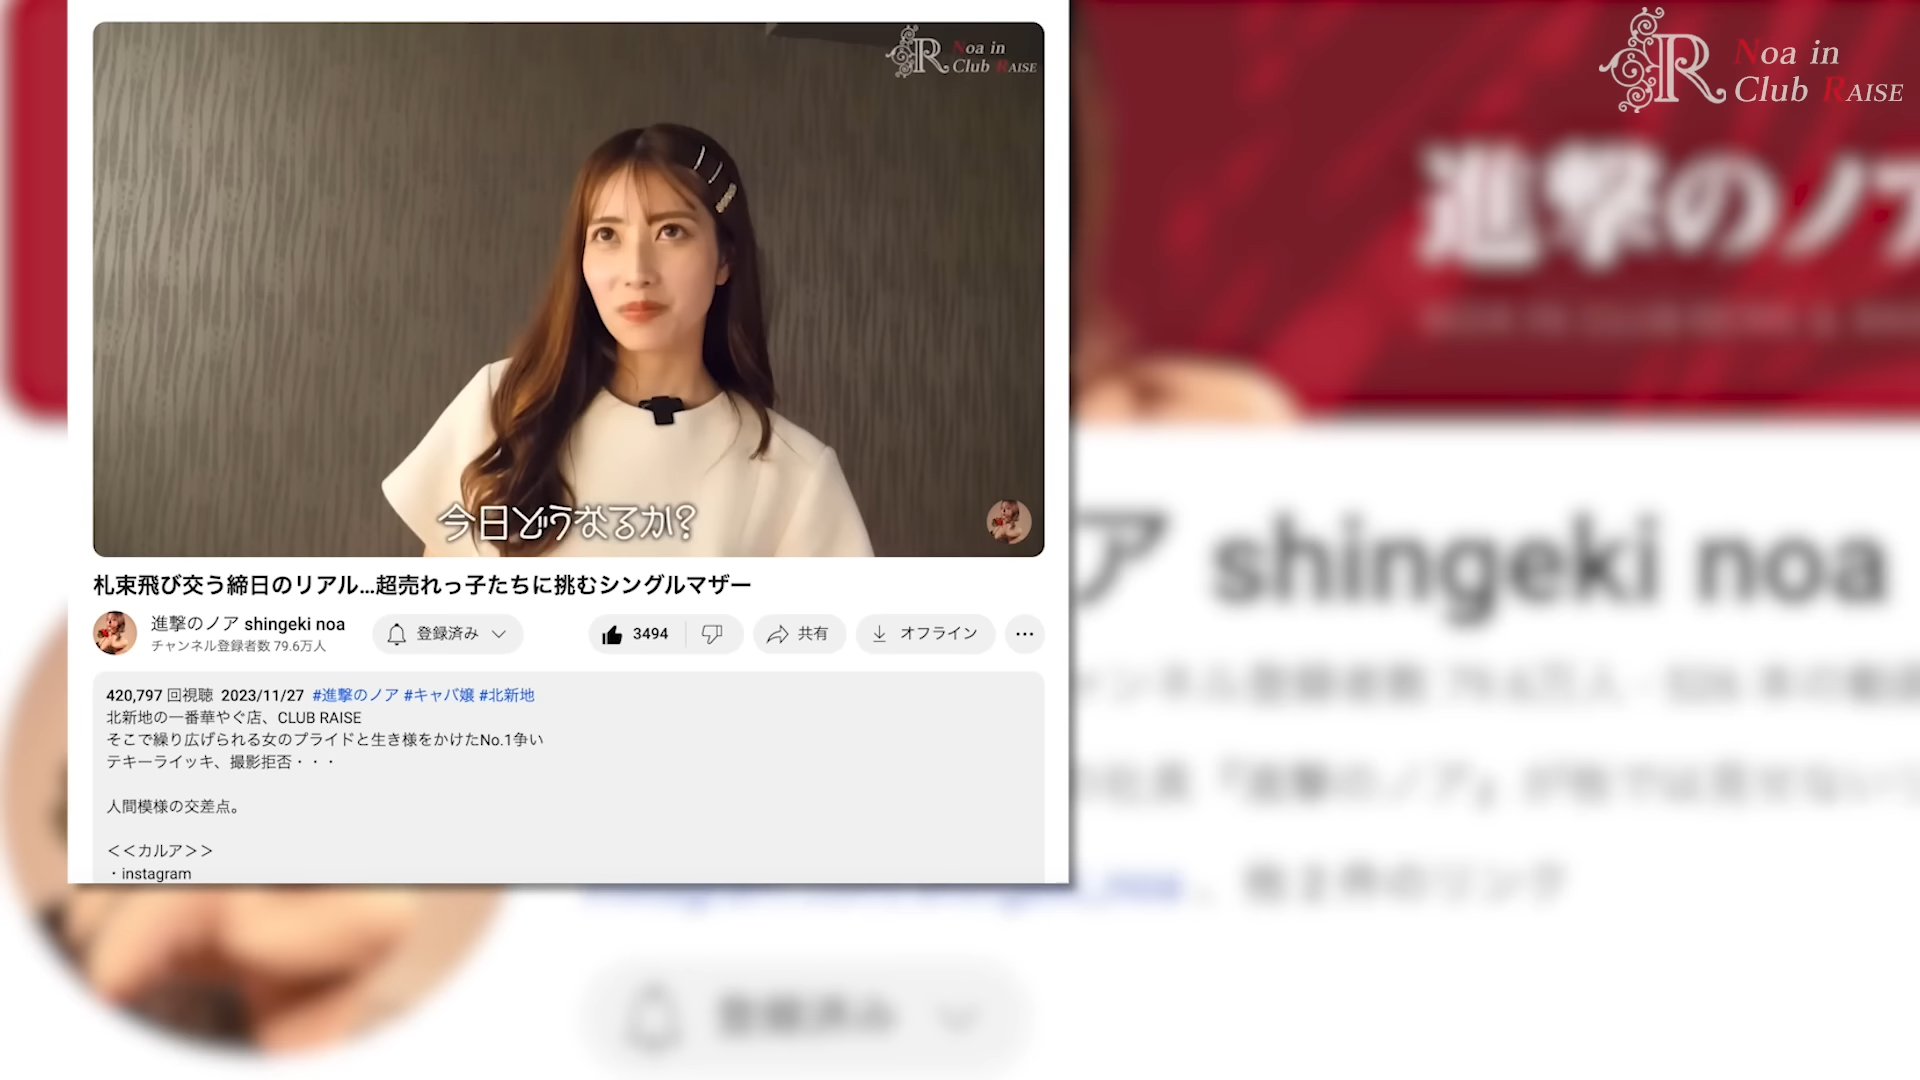 Noa in
Club RAISE
Noa in
Club RAISE
進撃のノア
今日どうなるか?
札束飛び交う締日のリアル...超売れっ子たちに挑むシングルマザー
進撃のノア shingeki noa
チャンネル登録者数 79.6万人
登録済み
3494
共有
オフライン
420,797 回視聴 2023/11/27 #進撃のノア #キャバ嬢 #北新地
北新地の一番華やぐ店、CLUB RAISE
そこで繰り広げられる女のプライドと生き様をかけたNo.1争い
テキーライッキ、撮影拒否・・・
人間模様の交差点。
<<カルア>>
・instagram
ア shingeki noa
登録済み